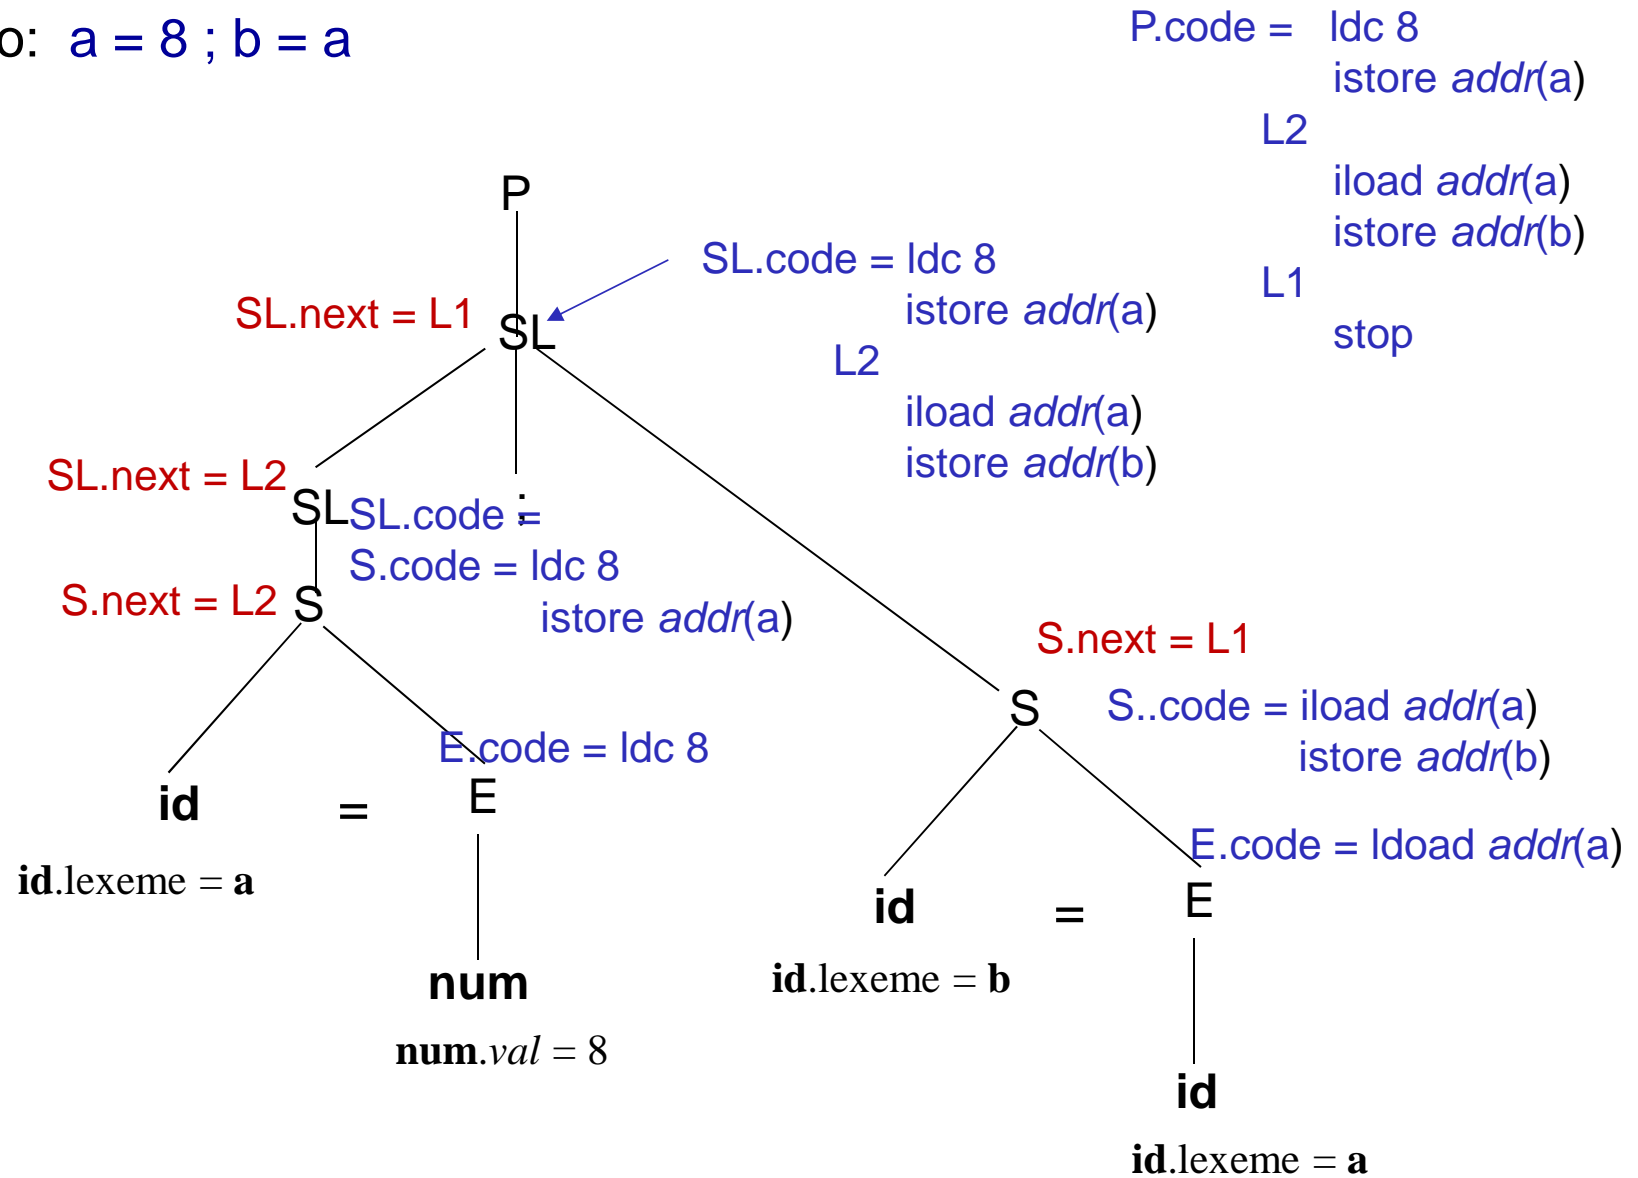 o: a = 8 ; b = a
P.code = ldc 8
istore addr(a)
L2
iload addr(a)
istore addr(b)
L1
stop
P
SL.code = ldc 8
istore addr(a)
L2
iload addr(a)
istore addr(b)
SL.next = L1
SL
SL.next = L2
SL
;
SL.code =
S.code = ldc 8
istore addr(a)
S.next = L2
S
S.next = L1
S
S..code = iload addr(a)
istore addr(b)
E.code = ldc 8
id
=
E
id.lexeme = a
num
num.val = 8
E.code = ldoad addr(a)
id
=
E
id.lexeme = b
id
id.lexeme = a